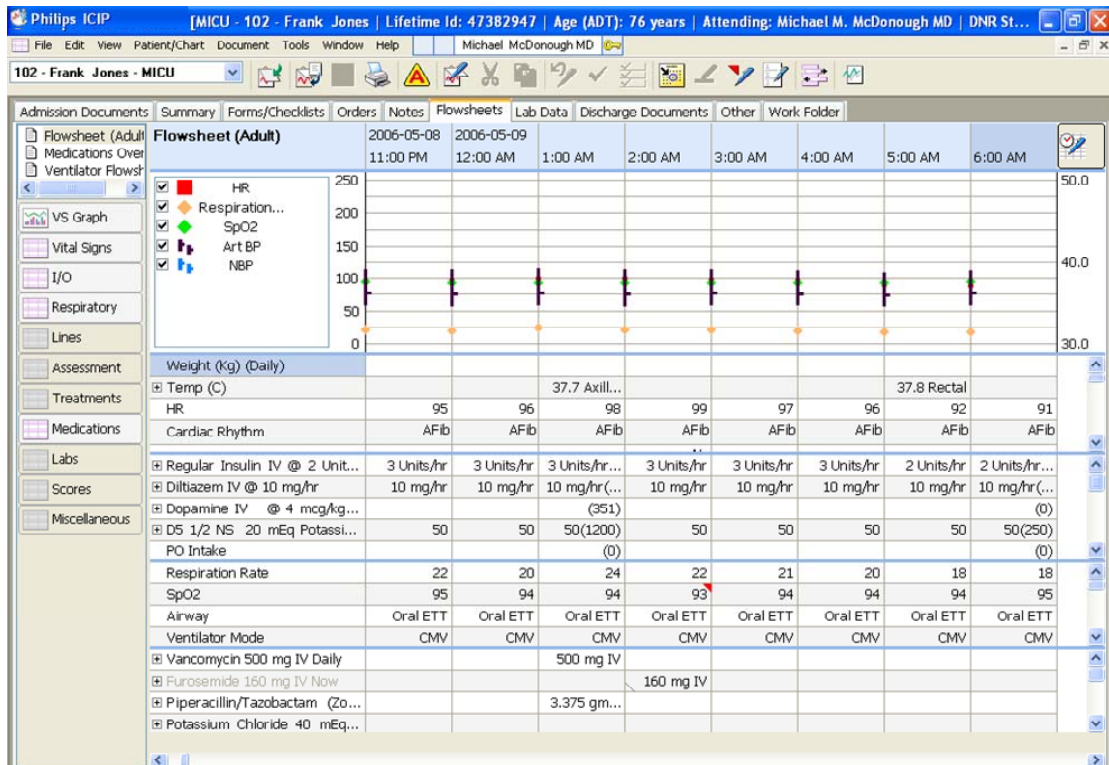 Philips ICIP [MICU - 102 - Frank Jones | Lifetime Id: 47382947 | Age (ADT): 76 years | Attending: Michael M. McDonough MD | DNR St...
File Edit View Patient/Chart Document Tools Window Help Michael McDonough MD
102 - Frank Jones - MICU
Admission Documents Summary Forms/Checklists Orders Notes Flowsheets Lab Data Discharge Documents Other Work Folder
Flowsheet (Adult
Medications Over
Ventilator Flowsh
VS Graph
Vital Signs
I/O
Respiratory
Lines
Assessment
Treatments
Medications
Labs
Scores
Miscellaneous
Flowsheet (Adult) 2006-05-08 2006-05-09
11:00 PM 12:00 AM 1:00 AM 2:00 AM 3:00 AM 4:00 AM 5:00 AM 6:00 AM
HR
Respiration...
SpO2
Art BP
NBP
250
200
150
100
50
0
50.0
40.0
30.0
Weight (Kg) (Daily)
Temp (C) 37.7 Axill... 37.8 Rectal
HR 95 96 98 99 97 96 92 91
Cardiac Rhythm AFib AFib AFib AFib AFib AFib AFib AFib
Regular Insulin IV @ 2 Unit... 3 Units/hr 3 Units/hr 3 Units/hr... 3 Units/hr 3 Units/hr 3 Units/hr 2 Units/hr 2 Units/hr...
Diltiazem IV @ 10 mg/hr 10 mg/hr 10 mg/hr 10 mg/hr(... 10 mg/hr 10 mg/hr 10 mg/hr 10 mg/hr 10 mg/hr(...
Dopamine IV @ 4 mcg/kg... (351) (0)
D5 1/2 NS 20 mEq Potassi... 50 50 50(1200) 50 50 50 50 50(250)
PO Intake (0) (0)
Respiration Rate 22 20 24 22 21 20 18 18
SpO2 95 94 94 93 94 94 94 95
Airway Oral ETT Oral ETT Oral ETT Oral ETT Oral ETT Oral ETT Oral ETT Oral ETT
Ventilator Mode CMV CMV CMV CMV CMV CMV CMV CMV
Vancomycin 500 mg IV Daily 500 mg IV
Furosemide 160 mg IV Now 160 mg IV
Piperacillin/Tazobactam (Zo... 3.375 gm...
Potassium Chloride 40 mEq...